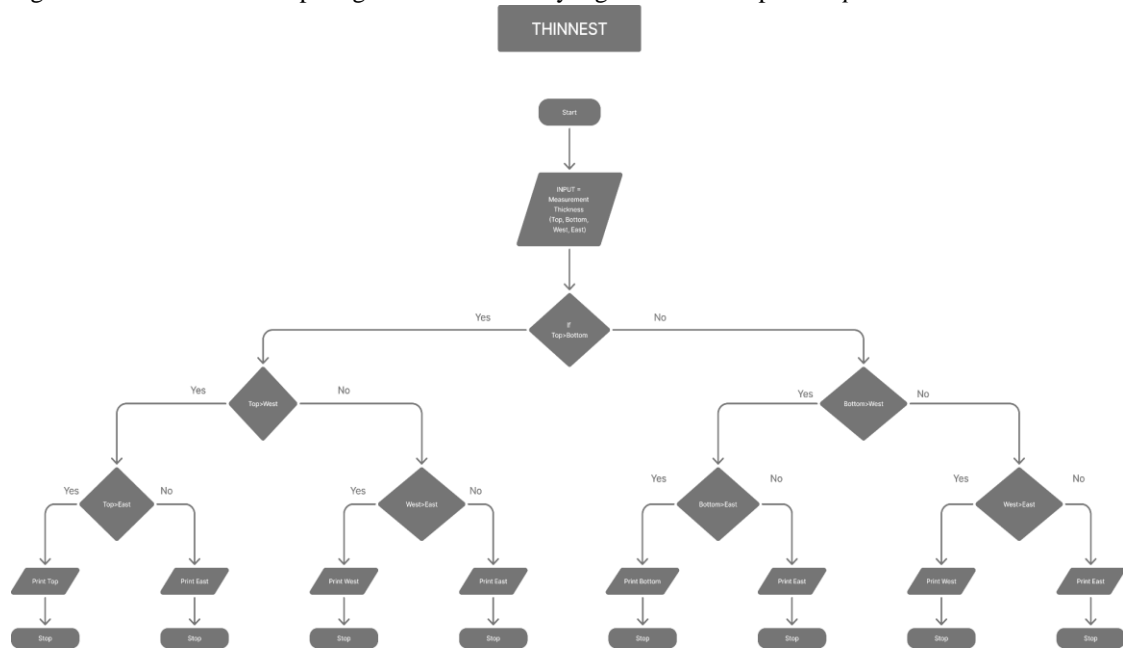 THINNEST
Start
INPUT =
Measurement
Thickness
(Top, Bottom,
West, East)
If
Top>Bottom
Yes
No
Top>West
Yes
No
Bottom>West
Yes
No
Top>East
Yes
No
West>East
Yes
No
Bottom>East
Yes
No
West>East
Yes
No
Print Top
Print East
Print West
Print East
Print Bottom
Print East
Print West
Print East
Stop
Stop
Stop
Stop
Stop
Stop
Stop
Stop